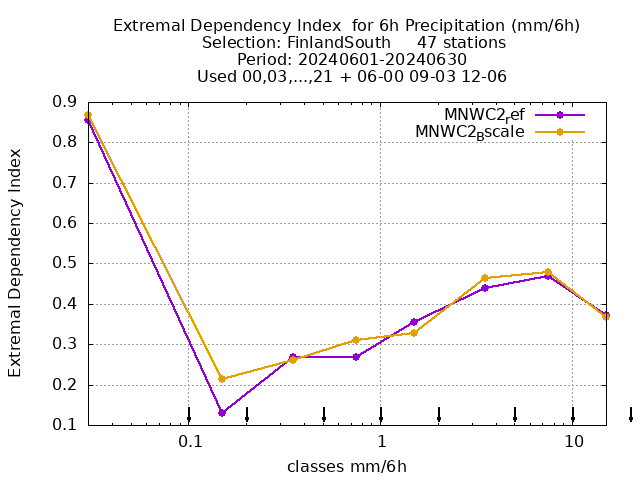 Extremal Dependency Index  for 6h Precipitation (mm/6h)
Selection: FinlandSouth     47 stations
Period: 20240601-20240630
Used 00,03,...,21 + 06-00 09-03 12-06
MNWC2ref
MNWC2Bscale
0.9
0.8
0.7
0.6
0.5
0.4
0.3
0.2
0.1
Extremal Dependency Index
0.1 1 10
classes mm/6h